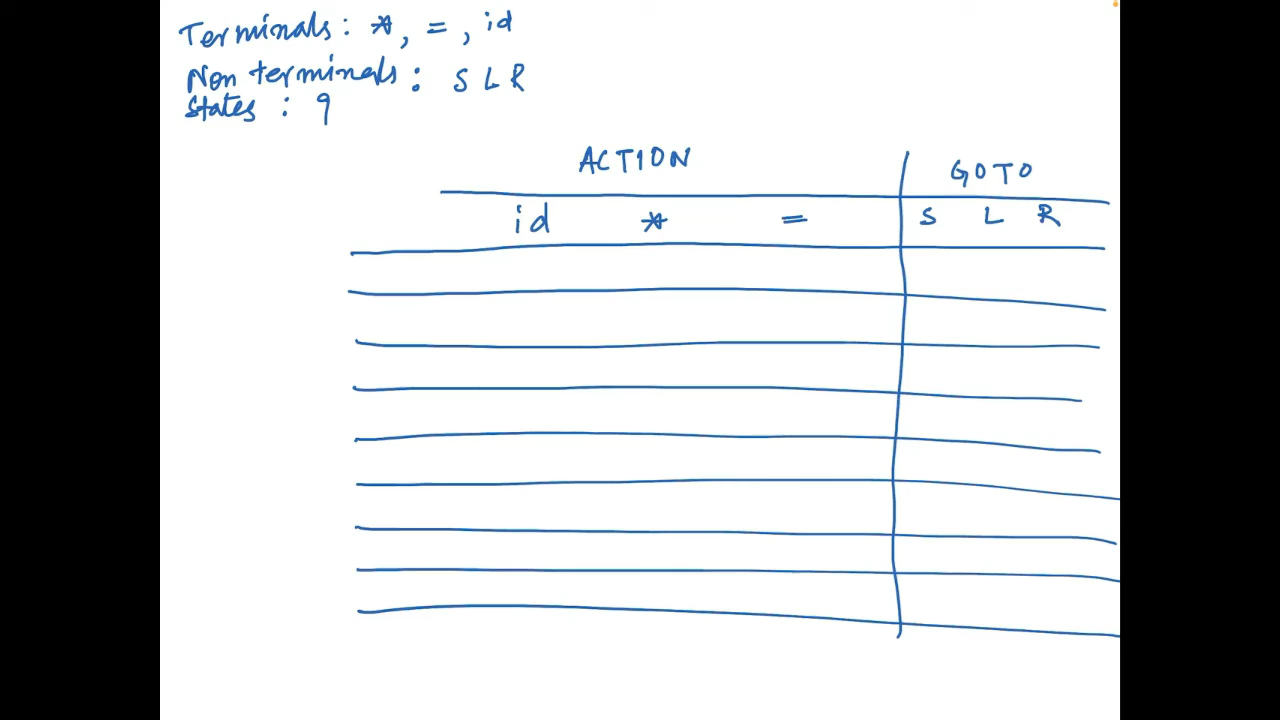 Terminals: *, =, id
Non terminals: S L R
States: 9
ACTION GOTO
id * = S L R